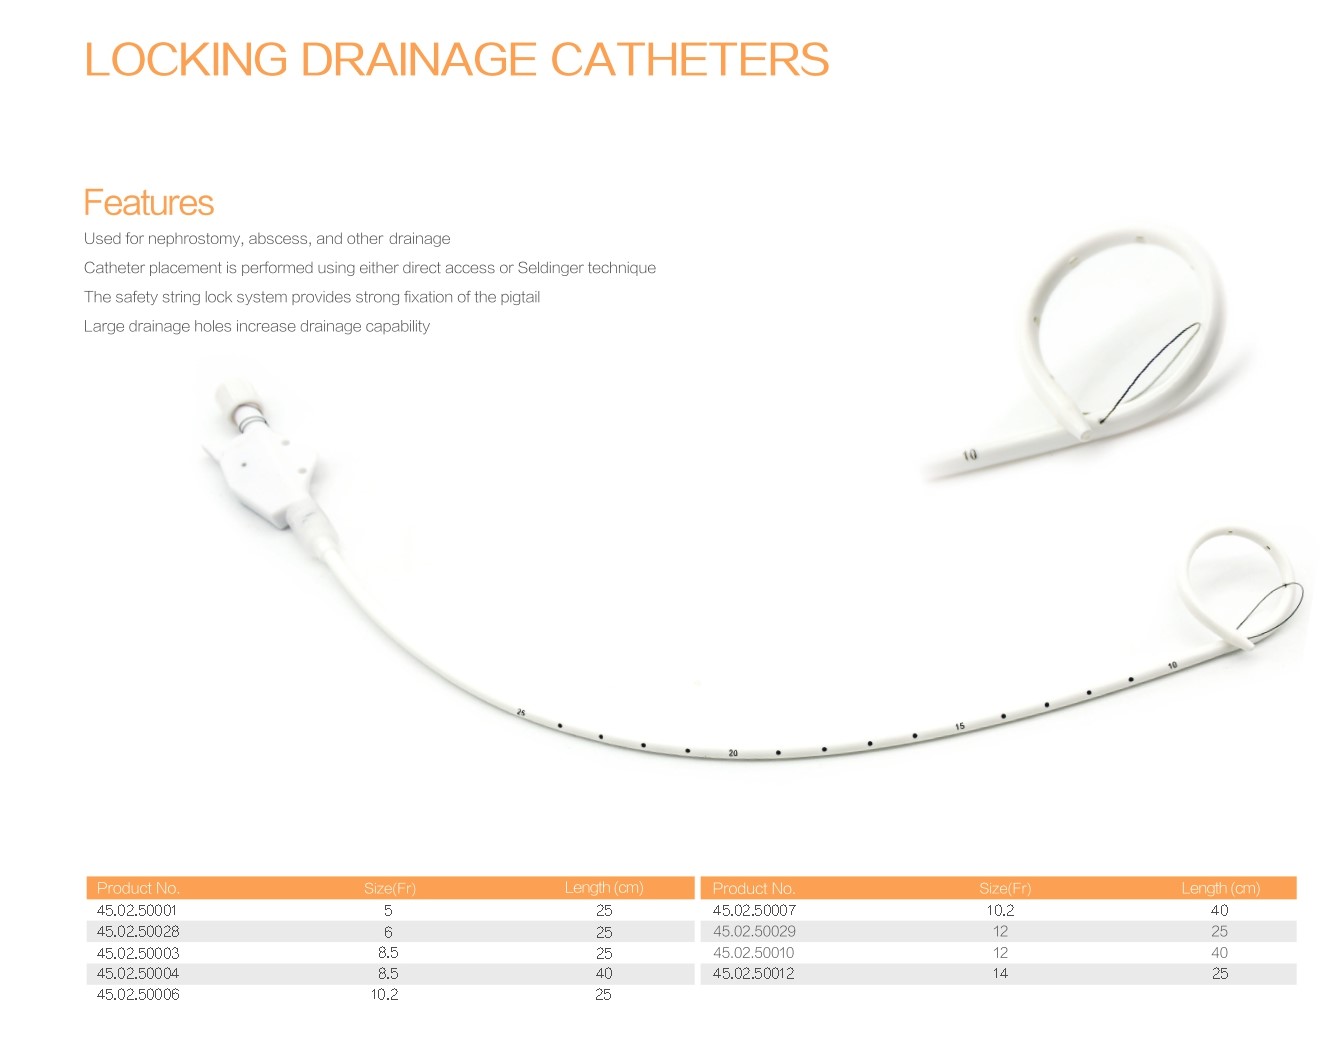 LOCKING DRAINAGE CATHETERS
Features
Used for nephrostomy, abscess, and other drainage
Catheter placement is performed using either direct access or Seldinger technique
The safety string lock system provides strong fixation of the pigtail
Large drainage holes increase drainage capability
10
10
25
20
15
Product No. Size(Fr) Length (cm)
45.02.50001 5 25
45.02.50028 6 25
45.02.50003 8.5 25
45.02.50004 8.5 40
45.02.50006 10.2 25
Product No. Size(Fr) Length (cm)
45.02.50007 10.2 40
45.02.50029 12 25
45.02.50010 12 40
45.02.50012 14 25